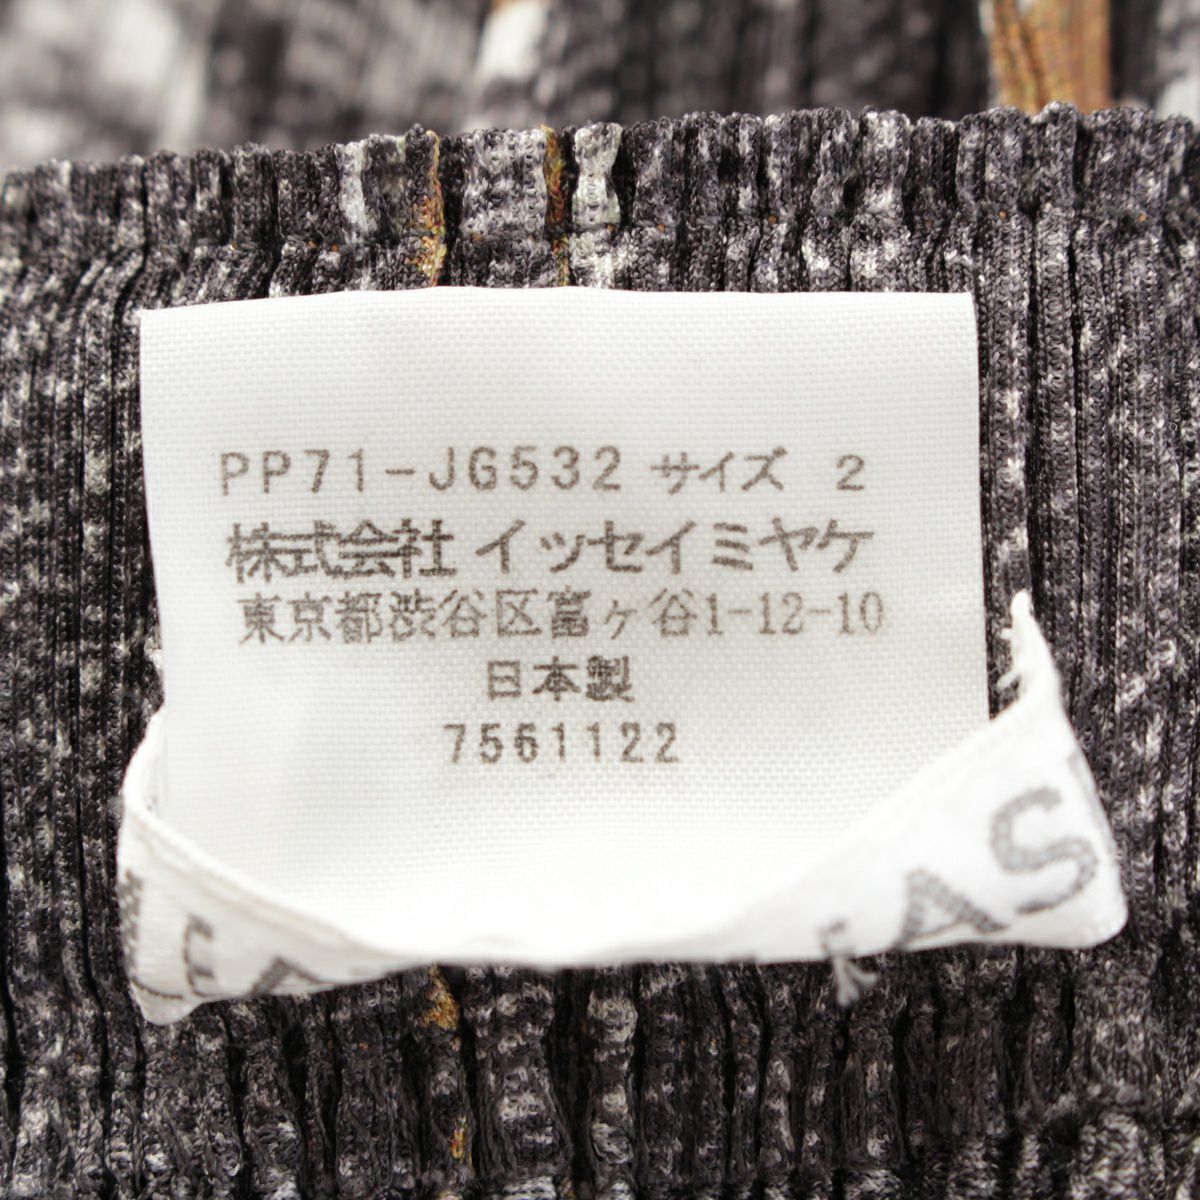 PP71-JG532 サイズ 2
株式会社 イッセイミヤケ
東京都渋谷区富ヶ谷1-12-10
日本製
7561122